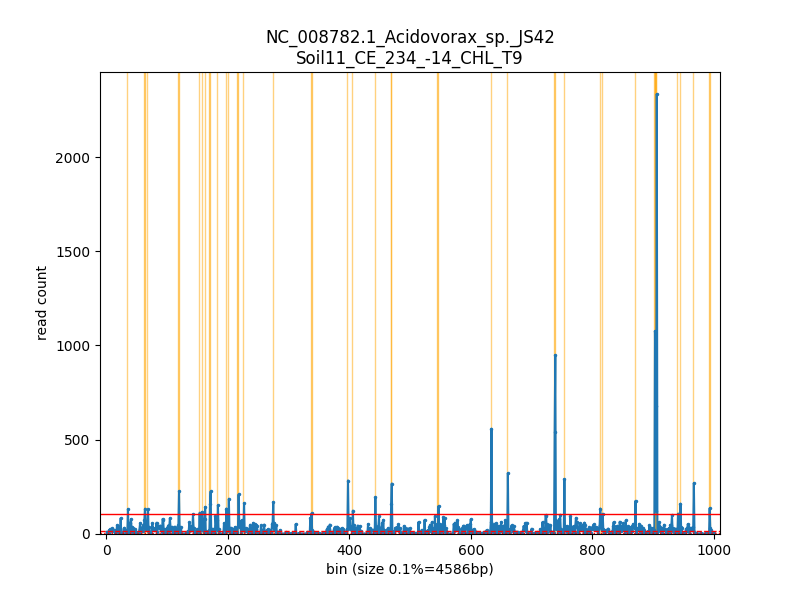 NC_008782.1_Acidovorax_sp._JS42
Soil11_CE_234_-14_CHL_T9
2000
1500
1000
500
0
read count
0 200 400 600 800 1000
bin (size 0.1%=4586bp)